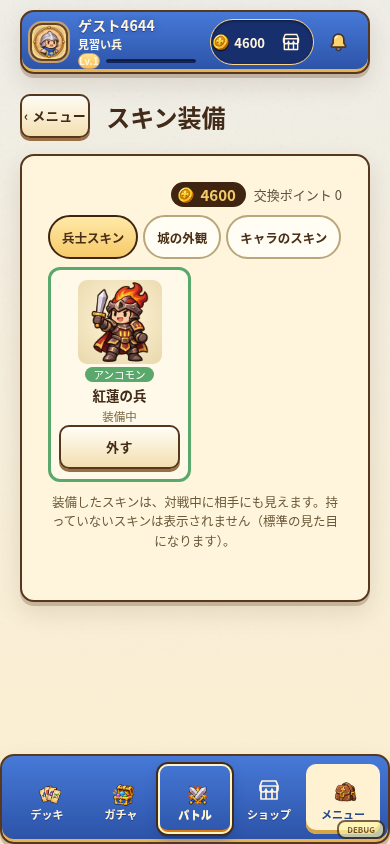 ゲスト4644
見習い兵
Lv.1
4600
‹ メニュー
スキン装備
4600 交換ポイント 0
兵士スキン 城の外観 キャラのスキン
アンコモン
紅蓮の兵
装備中
外す
装備したスキンは、対戦中に相手にも見えます。持
っていないスキンは表示されません（標準の見た目
になります）。
デッキ ガチャ バトル ショップ メニュー
DEBUG